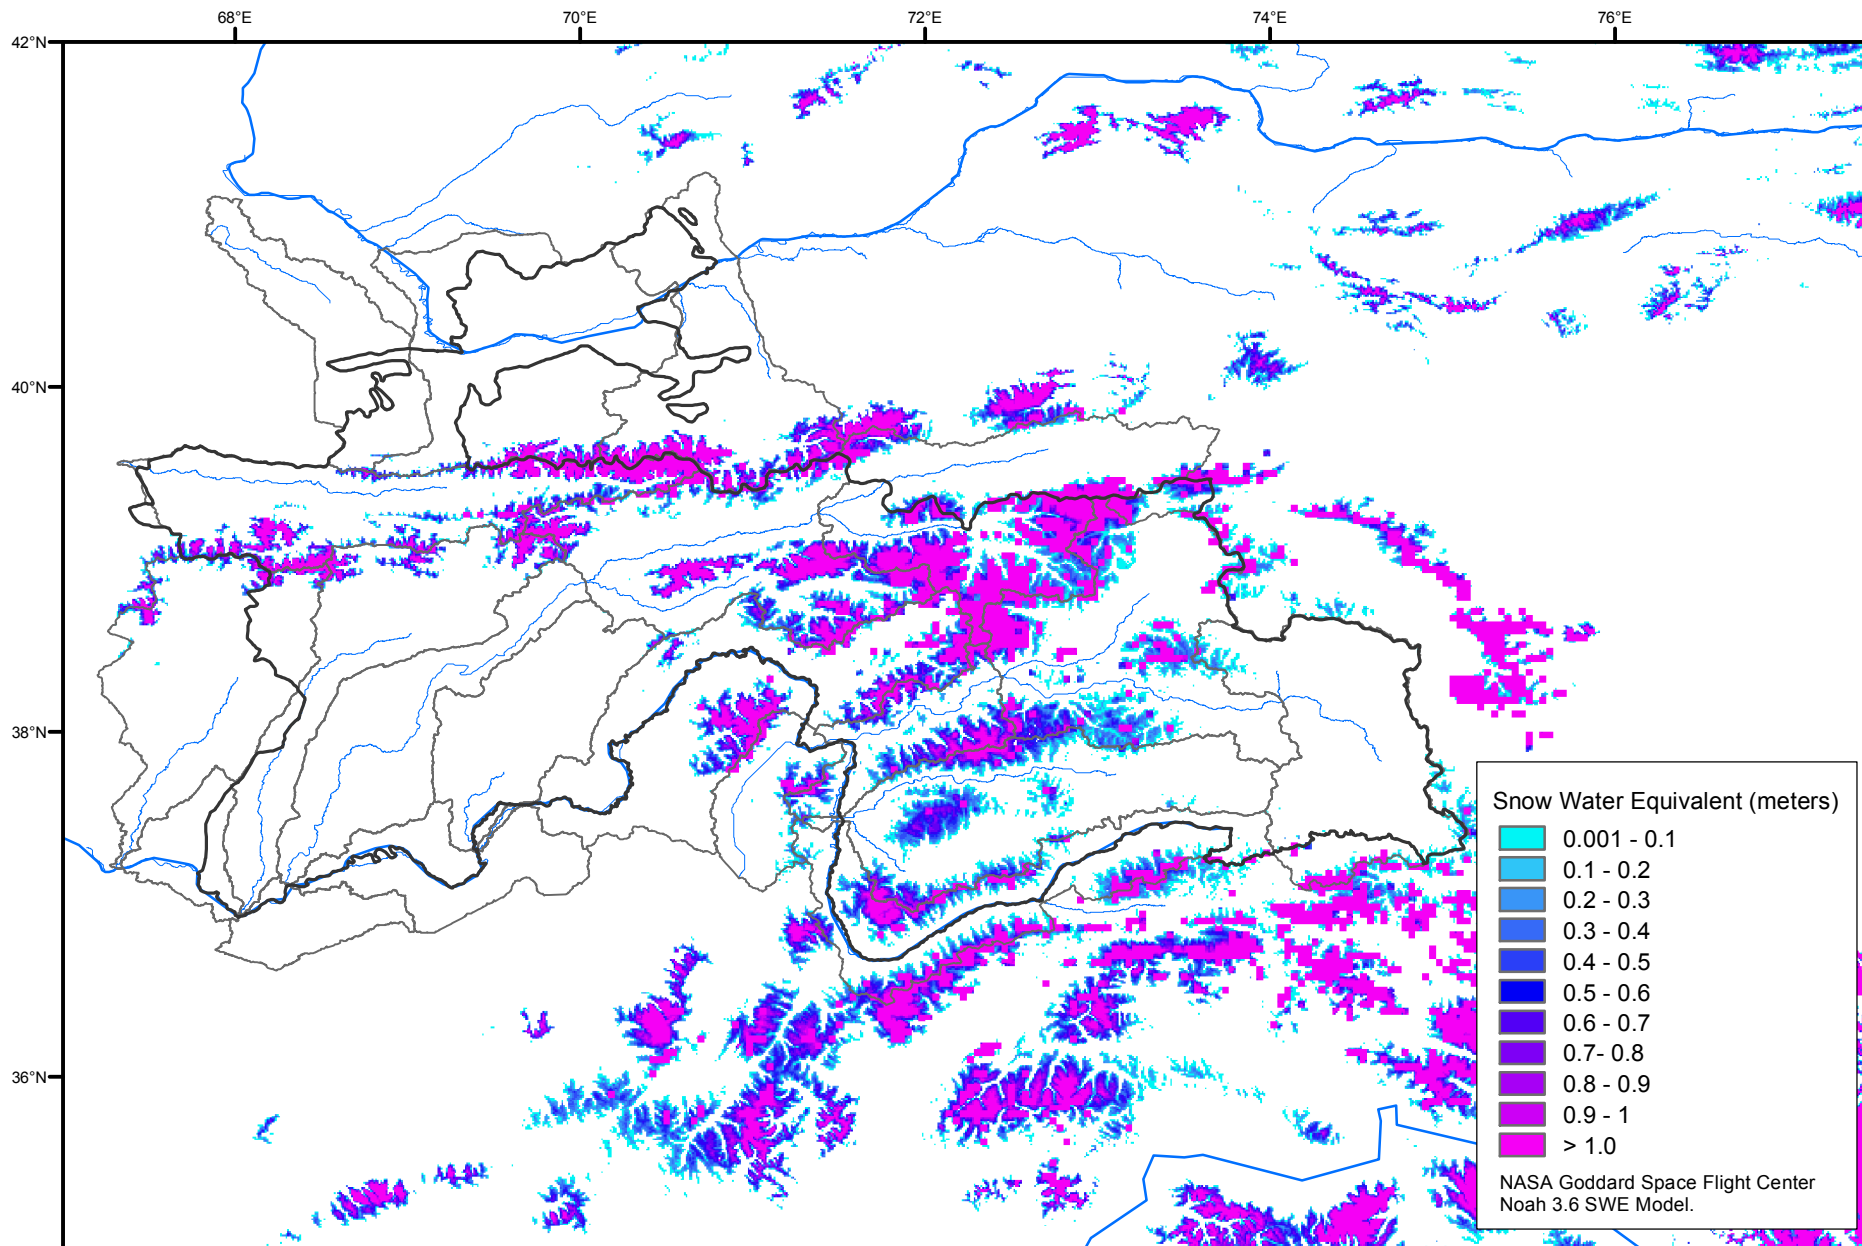 68°E 70°E 72°E 74°E 76°E
42°N
40°N
38°N
36°N
Snow Water Equivalent (meters)
0.001 - 0.1
0.1 - 0.2
0.2 - 0.3
0.3 - 0.4
0.4 - 0.5
0.5 - 0.6
0.6 - 0.7
0.7- 0.8
0.8 - 0.9
0.9 - 1
> 1.0
NASA Goddard Space Flight Center
Noah 3.6 SWE Model.